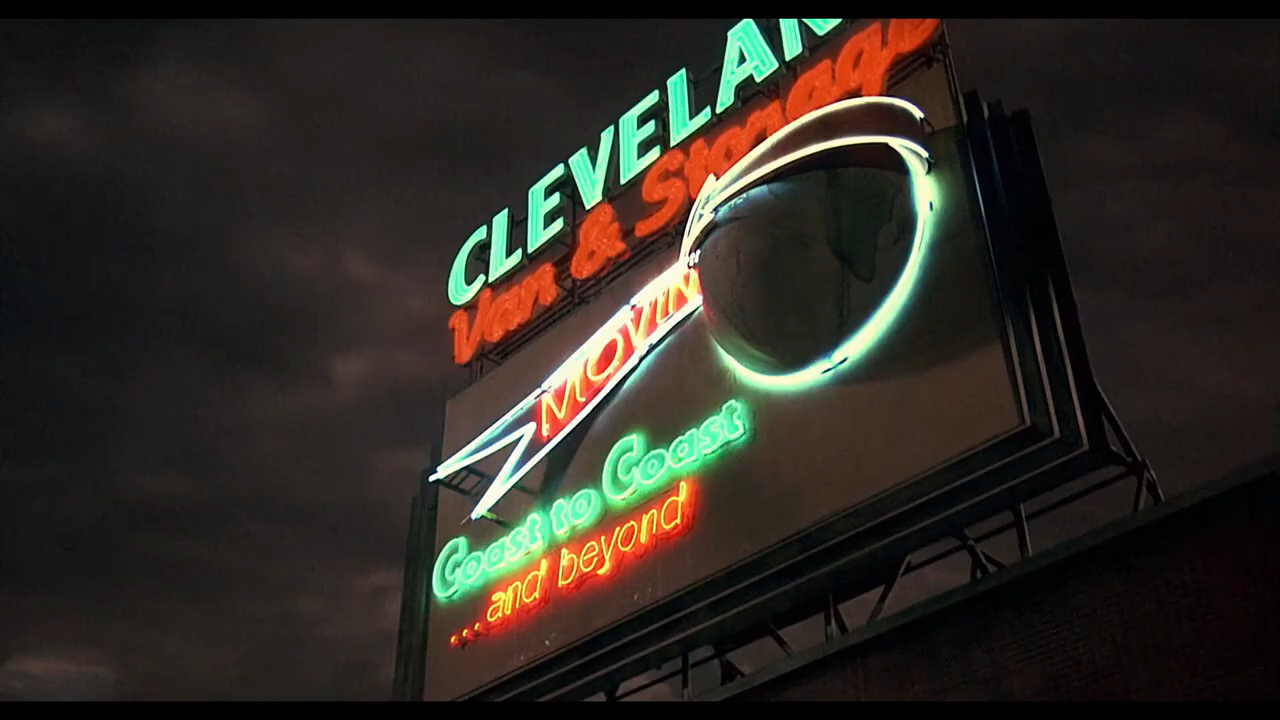 CLEVELAN
Van & Storage
MOVIN
Coast to Coast
...and beyond